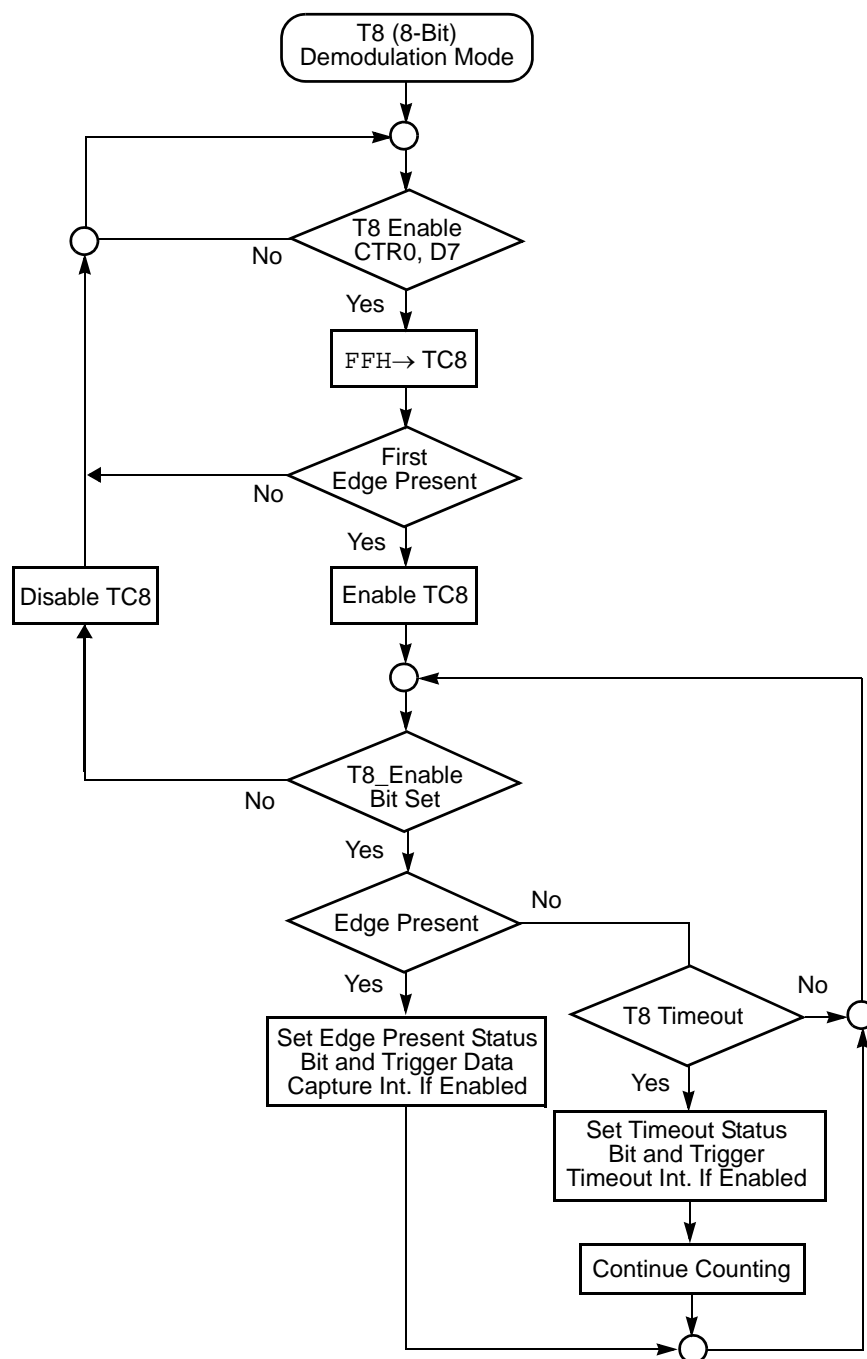 T8 (8-Bit)
Demodulation Mode
T8 Enable
CTR0, D7
No
Yes
FFH→ TC8
First
Edge Present
No
Yes
Disable TC8
Enable TC8
T8_Enable
Bit Set
No
Yes
Edge Present
No
Yes
T8 Timeout
No
Set Edge Present Status
Bit and Trigger Data
Capture Int. If Enabled
Yes
Set Timeout Status
Bit and Trigger
Timeout Int. If Enabled
Continue Counting